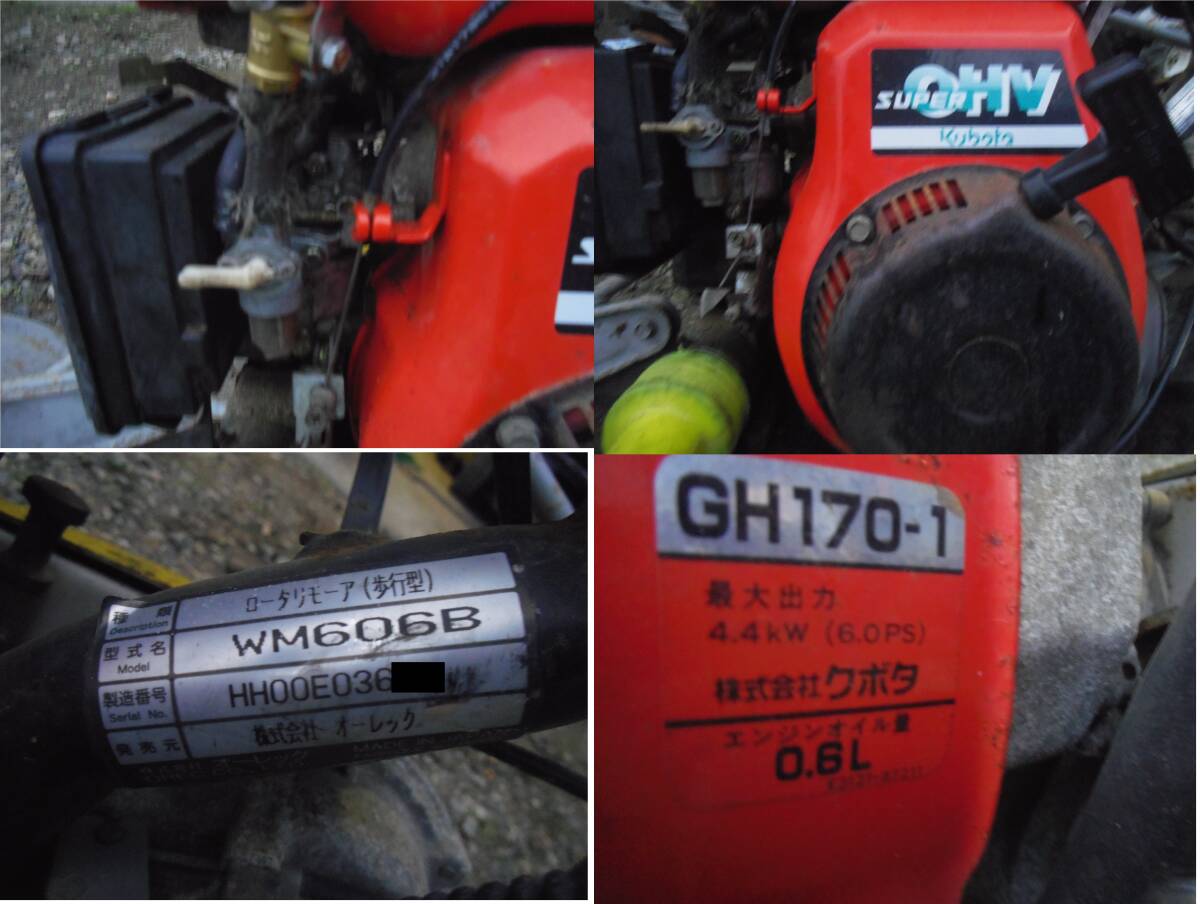 SUPER OHV
Kubota
種類 ロータリモーア(歩行型)
Description
型式名 WM606B
Model
製造番号 HH00E036
Serial No.
発売元 株式会社 オーレック
GH170-1
最大出力
4.4kW (6.0PS)
株式会社クボタ
エンジンオイル量
0.6L